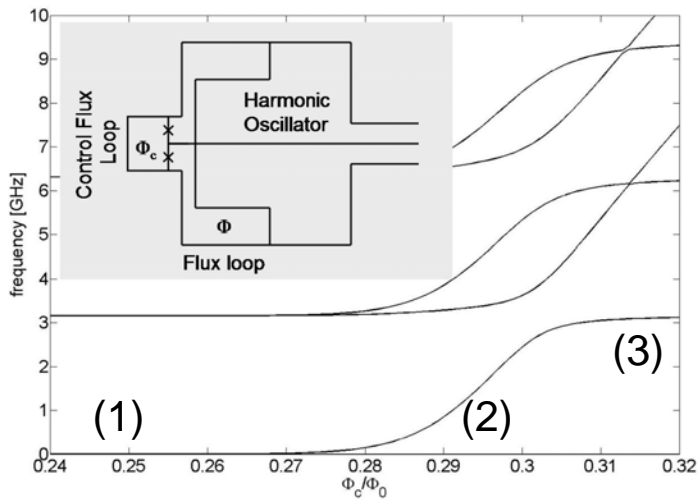 10
9
8
7
6
5
4
3
2
1
0
frequency [GHz]
Control Flux
Loop
Φc
Harmonic
Oscillator
Φ
Flux loop
(1)
(2)
(3)
0.24
0.25
0.26
0.27
0.28
0.29
0.3
0.31
0.32
Φc/Φ0